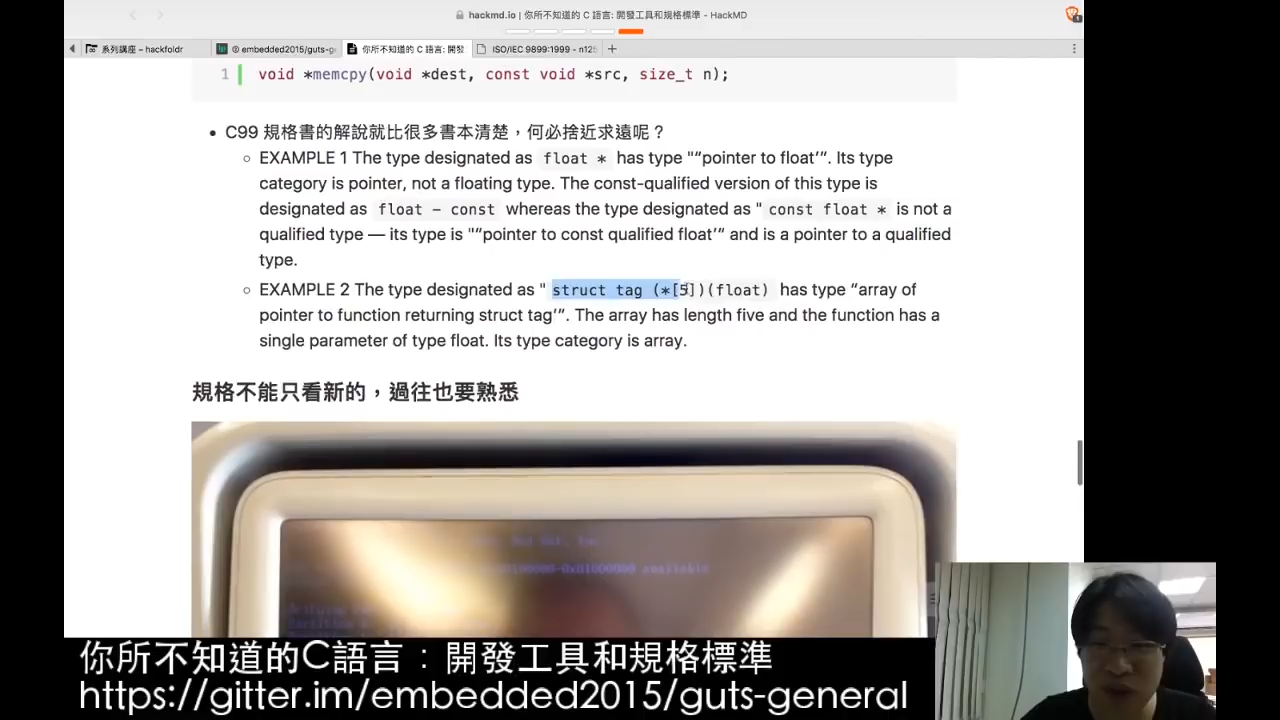 hackmd.io | 你所不知道的 C 語言: 開發工具和規格標準 - HackMD
系列講座 – hackfoldr
embedded2015/guts-g
你所不知道的 C 語言: 開發
ISO/IEC 9899:1999 - n125
1 void *memcpy(void *dest, const void *src, size_t n);
• C99 規格書的解說就比很多書本清楚，何必捨近求遠呢？
EXAMPLE 1 The type designated as float * has type "“pointer to float’”. Its type
category is pointer, not a floating type. The const-qualified version of this type is
designated as float - const whereas the type designated as " const float * is not a
qualified type — its type is "“pointer to const qualified float’” and is a pointer to a qualified
type.
EXAMPLE 2 The type designated as " struct tag (*[5])(float) has type “array of
pointer to function returning struct tag’”. The array has length five and the function has a
single parameter of type float. Its type category is array.
規格不能只看新的，過往也要熟悉
你所不知道的C語言：開發工具和規格標準
https://gitter.im/embedded2015/guts-general